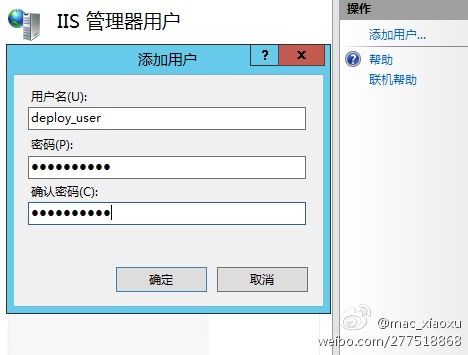 IIS 管理器用户
操作
添加用户...
帮助
联机帮助
添加用户
?
x
用户名(U):
deploy_user
密码(P):
●●●●●●●●●●
确认密码(C):
●●●●●●●●●●
确定
取消
@mac_xiaoxu
weibo.com/277518868